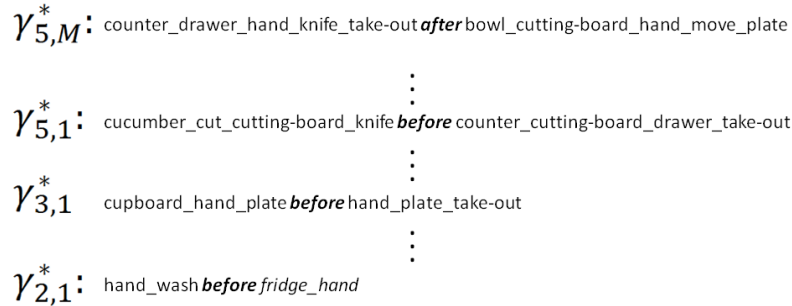 γ*5,M: counter_drawer_hand_knife_take-out after bowl_cutting-board_hand_move_plate
⋮
γ*5,1: cucumber_cut_cutting-board_knife before counter_cutting-board_drawer_take-out
⋮
γ*3,1 cupboard_hand_plate before hand_plate_take-out
⋮
γ*2,1: hand_wash before fridge_hand